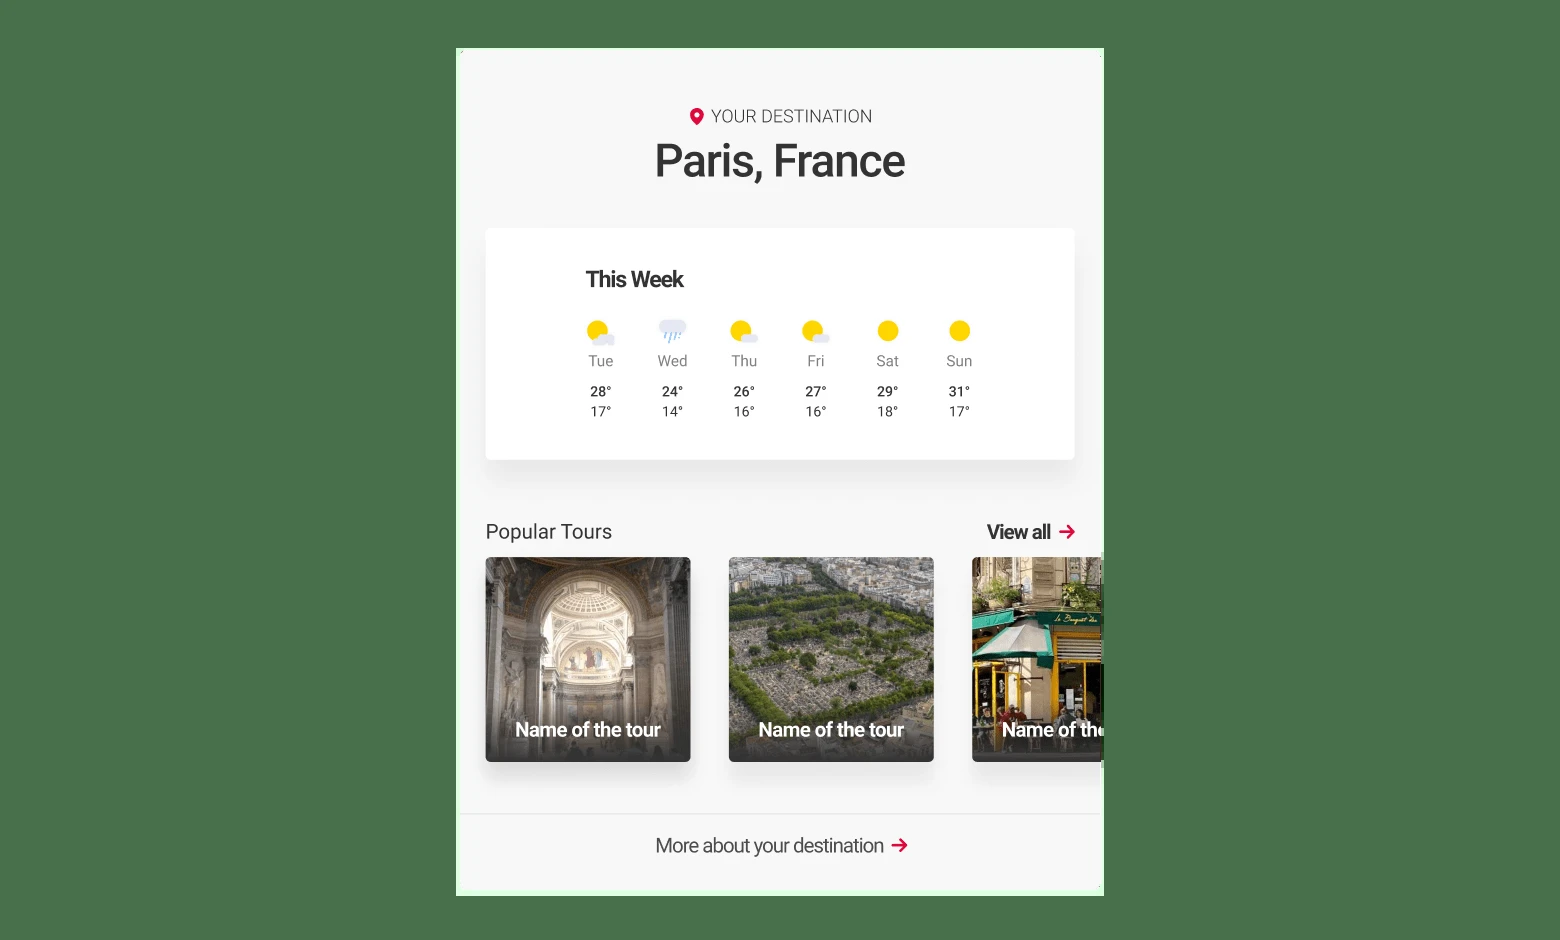 YOUR DESTINATION
Paris, France
This Week
Tue Wed Thu Fri Sat Sun
28° 24° 26° 27° 29° 31°
17° 14° 16° 16° 18° 17°
Popular Tours
View all
Name of the tour
Name of the tour
Name of the
More about your destination